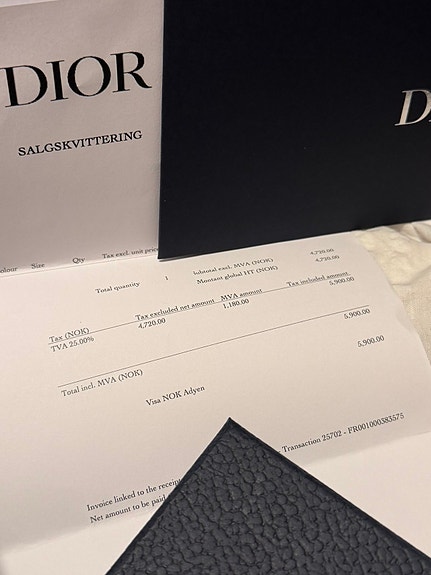 DIOR
SALGSKVITTERING
D
olour Size Qty Tax excl. unit price
4,720.00
Total quantity 1 Subtotal excl. MVA (NOK) 4,720.00
Montant global HT (NOK)
Tax excluded net amount MVA amount Tax included amount
Tax (NOK) 4,720.00 1,180.00 5,900.00
TVA 25.00%
5,900.00
Total incl. MVA (NOK) 5,900.00
Visa NOK Adyen
Transaction 25702 - FR001000383575
Invoice linked to the receipt
Net amount to be paid